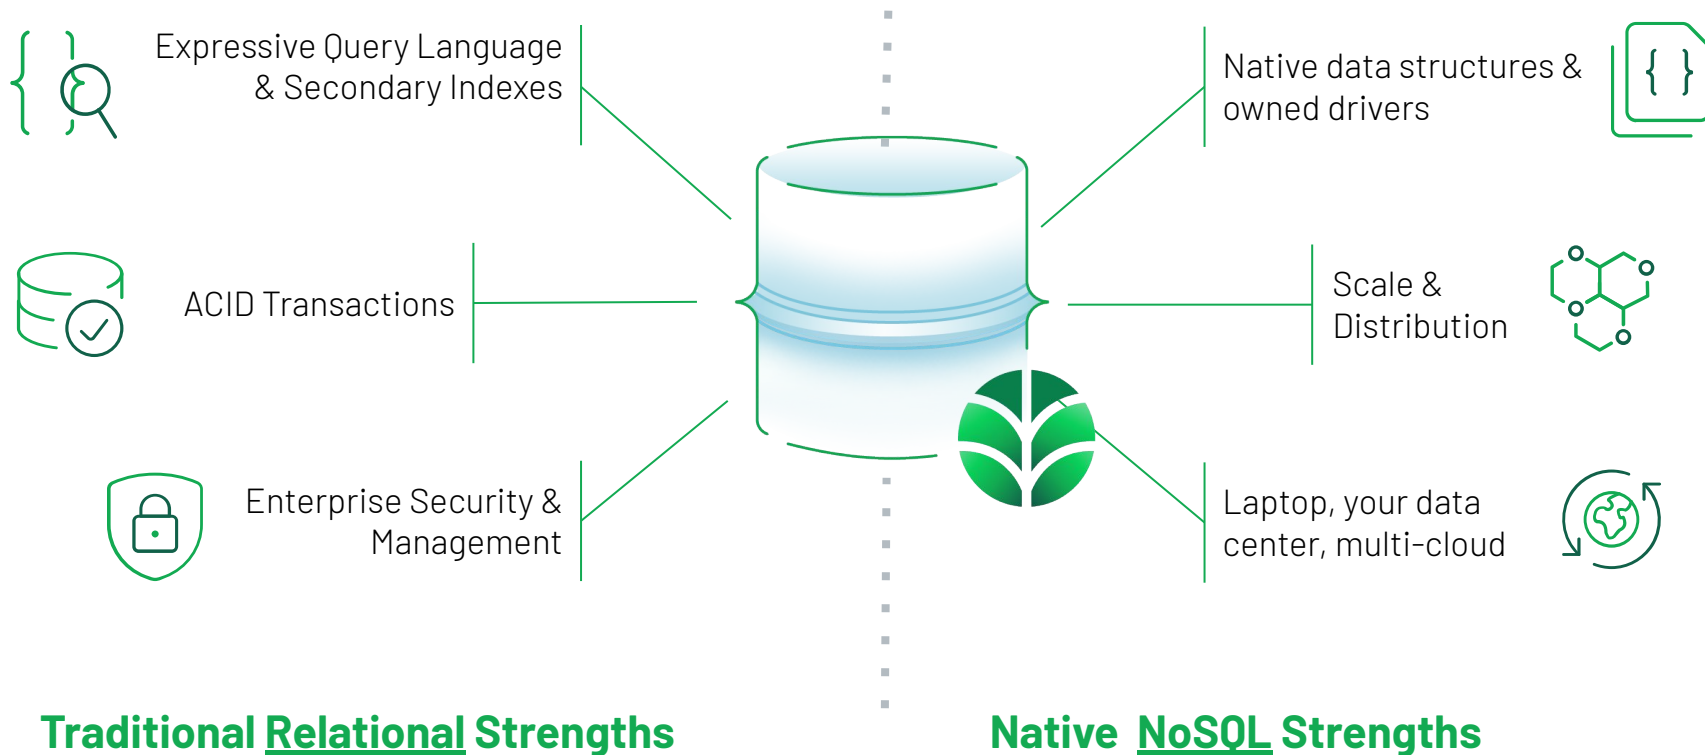 Expressive Query Language
& Secondary Indexes
ACID Transactions
Enterprise Security &
Management
Native data structures &
owned drivers
Scale &
Distribution
Laptop, your data
center, multi-cloud
Traditional Relational Strengths
Native NoSQL Strengths